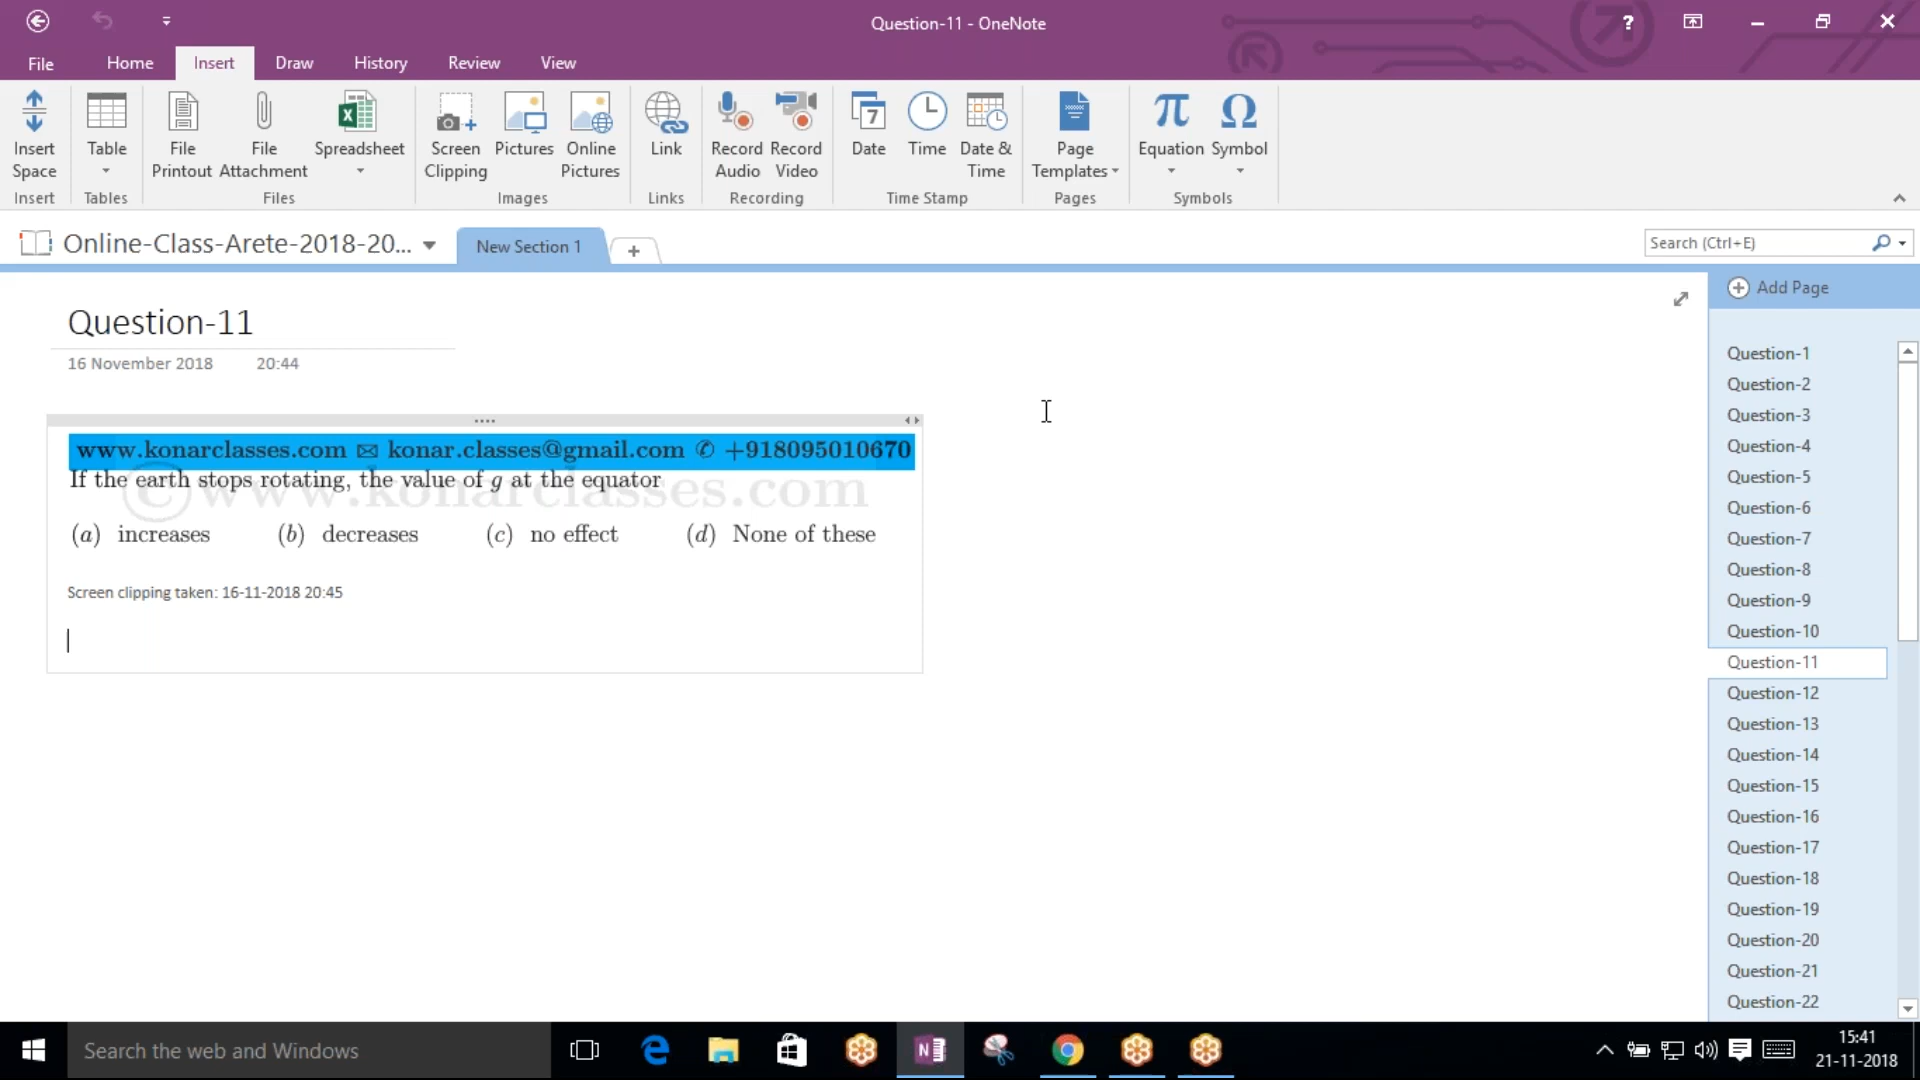 Question-11 - OneNote
?
File Home Insert Draw History Review View
Insert Space
Table
File Printout
File Attachment
Spreadsheet
Screen Clipping
Pictures
Online Pictures
Link
Record Audio
Record Video
7
Date
Time
Date & Time
Page Templates
π
Equation
Ω
Symbol
Insert Tables Files Images Links Recording Time Stamp Pages Symbols
Online-Class-Arete-2018-20...
New Section 1
Search (Ctrl+E)
Add Page
Question-11
16 November 2018 20:44
www.konarclasses.com ✉ konar.classes@gmail.com ✆ +918095010670
If the earth stops rotating, the value of g at the equator
©www.konarclasses.com
(a) increases (b) decreases (c) no effect (d) None of these
Screen clipping taken: 16-11-2018 20:45
Question-1
Question-2
Question-3
Question-4
Question-5
Question-6
Question-7
Question-8
Question-9
Question-10
Question-11
Question-12
Question-13
Question-14
Question-15
Question-16
Question-17
Question-18
Question-19
Question-20
Question-21
Question-22
Search the web and Windows
15:41
21-11-2018